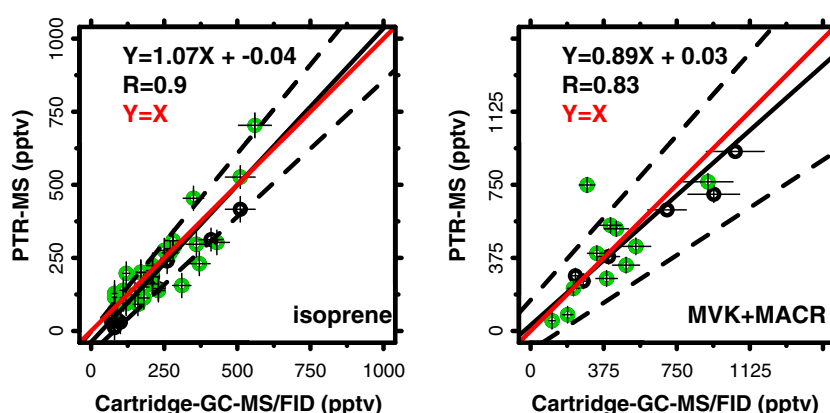 Y=1.07X + -0.04
R=0.9
Y=X
isoprene
PTR-MS (pptv)
1000
750
500
250
0
0 250 500 750 1000
Cartridge-GC-MS/FID (pptv)
Y=0.89X + 0.03
R=0.83
Y=X
MVK+MACR
PTR-MS (pptv)
1125
750
375
0
0 375 750 1125
Cartridge-GC-MS/FID (pptv)